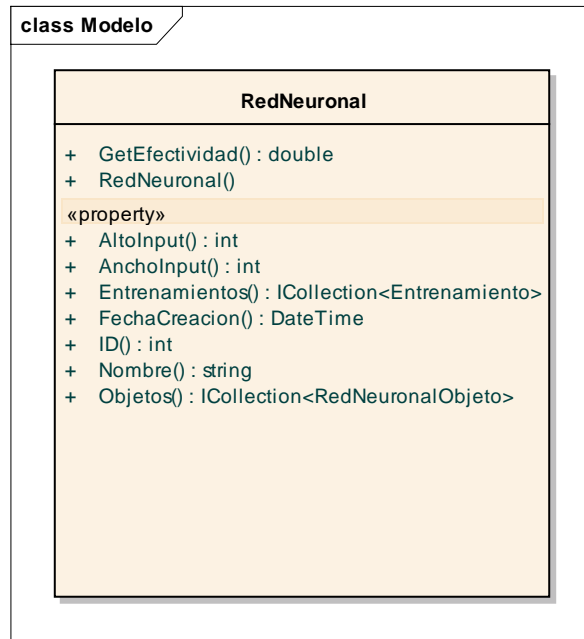 class Modelo
RedNeuronal
+ GetEfectividad() : double
+ RedNeuronal()
«property»
+ AltoInput() : int
+ AnchoInput() : int
+ Entrenamientos() : ICollection<Entrenamiento>
+ FechaCreacion() : DateTime
+ ID() : int
+ Nombre() : string
+ Objetos() : ICollection<RedNeuronalObjeto>